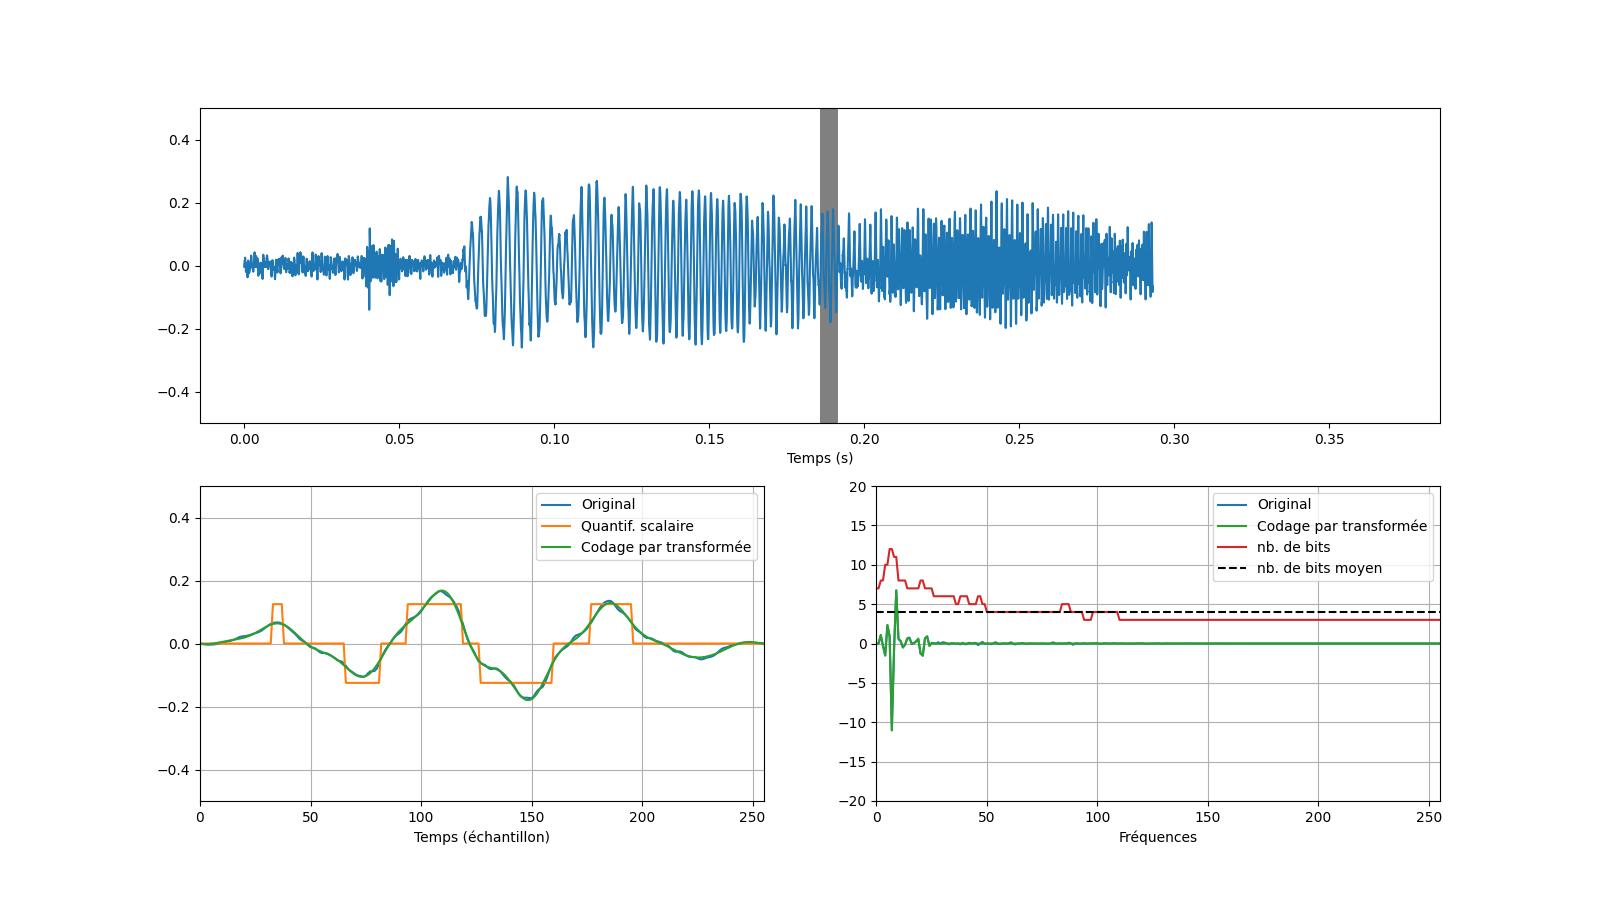 0.4
0.2
0.0
−0.2
−0.4
0.00 0.05 0.10 0.15 0.20 0.25 0.30 0.35
Temps (s)
0.4
0.2
0.0
−0.2
−0.4
Original
Quantif. scalaire
Codage par transformée
0 50 100 150 200 250
Temps (échantillon)
20
15
10
5
0
−5
−10
−15
−20
Original
Codage par transformée
nb. de bits
nb. de bits moyen
0 50 100 150 200 250
Fréquences